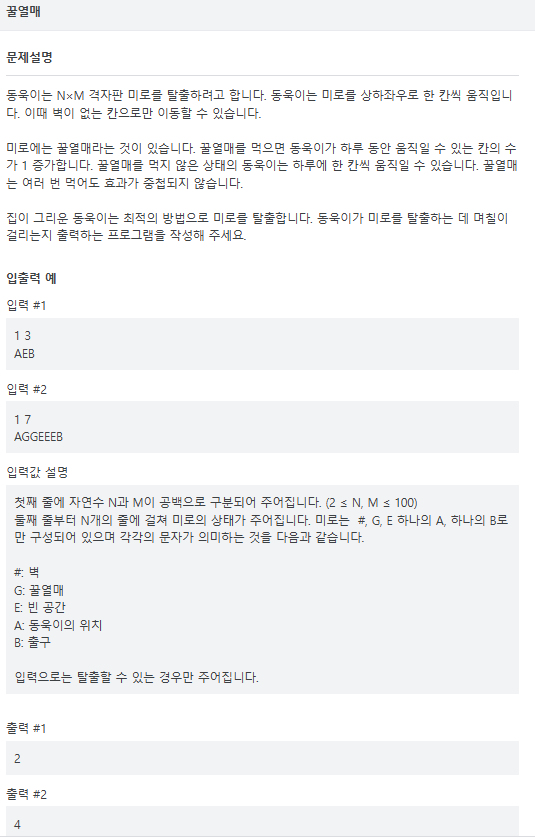 꿀열매
문제설명
동욱이는 N×M 격자판 미로를 탈출하려고 합니다. 동욱이는 미로를 상하좌우로 한 칸씩 움직입니
다. 이때 벽이 없는 칸으로만 이동할 수 있습니다.
미로에는 꿀열매라는 것이 있습니다. 꿀열매를 먹으면 동욱이가 하루 동안 움직일 수 있는 칸의 수
가 1 증가합니다. 꿀열매를 먹지 않은 상태의 동욱이는 하루에 한 칸씩 움직일 수 있습니다. 꿀열매
는 여러 번 먹어도 효과가 중첩되지 않습니다.
집이 그리운 동욱이는 최적의 방법으로 미로를 탈출합니다. 동욱이가 미로를 탈출하는 데 며칠이
걸리는지 출력하는 프로그램을 작성해 주세요.
입출력 예
입력 #1
1 3
AEB
입력 #2
1 7
AGGEEEB
입력값 설명
첫째 줄에 자연수 N과 M이 공백으로 구분되어 주어집니다. (2 ≤ N, M ≤ 100)
둘째 줄부터 N개의 줄에 걸쳐 미로의 상태가 주어집니다. 미로는 #, G, E 하나의 A, 하나의 B로
만 구성되어 있으며 각각의 문자가 의미하는 것을 다음과 같습니다.
#: 벽
G: 꿀열매
E: 빈 공간
A: 동욱이의 위치
B: 출구
입력으로는 탈출할 수 있는 경우만 주어집니다.
출력 #1
2
출력 #2
4